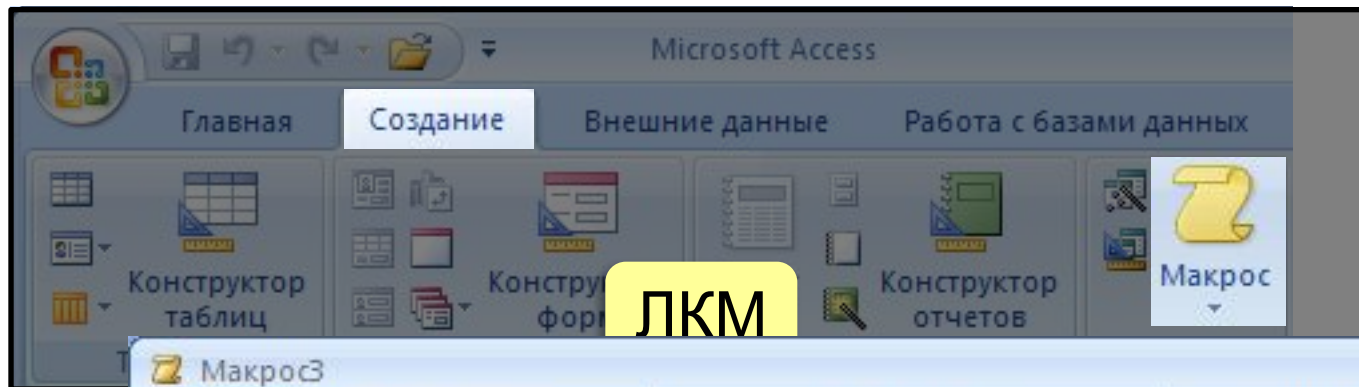 Microsoft Access
Главная Создание Внешние данные Работа с базами данных
Конструктор таблиц
Конструктор
отчетов
Макрос
ЛКМ
Макрос3